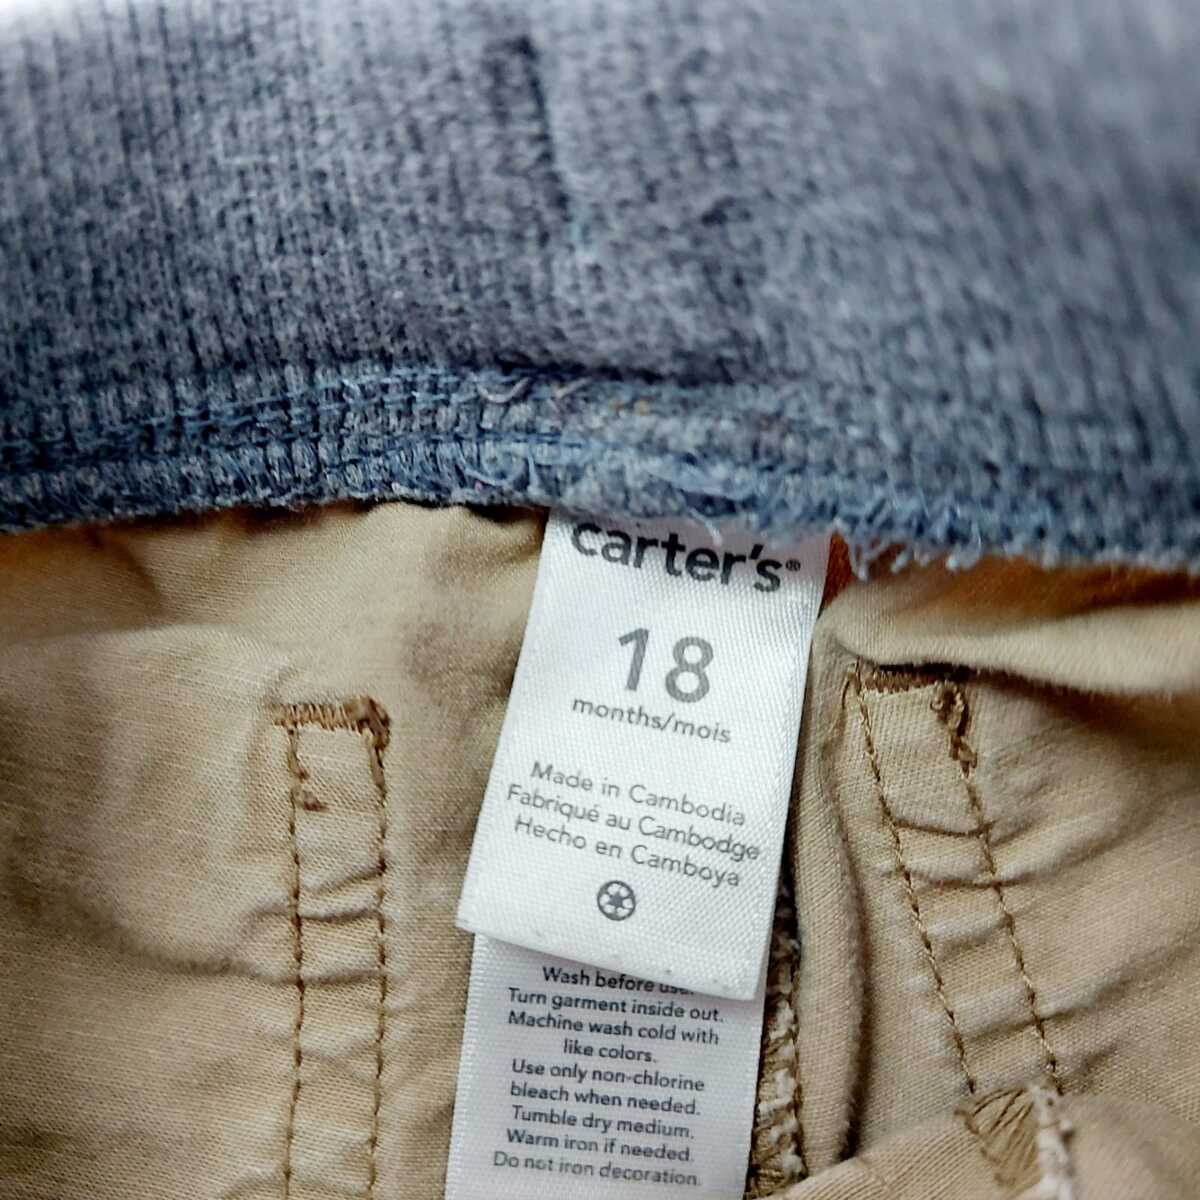 carter's®
18
months/mois
Made in Cambodia
Fabriqué au Cambodge
Hecho en Camboya
Wash before use.
Turn garment inside out.
Machine wash cold with
like colors.
Use only non-chlorine
bleach when needed.
Tumble dry medium.
Warm iron if needed.
Do not iron decoration.